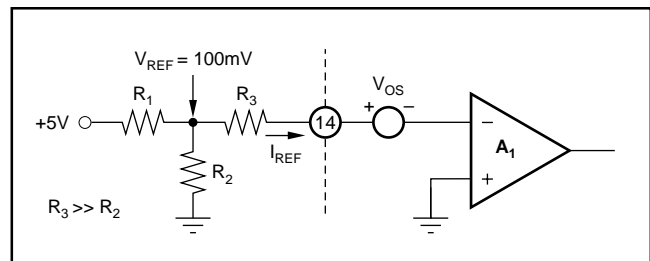 V_REF = 100mV
R_1
R_3
V_OS
+5V
14
+
−
−
A_1
I_REF
+
R_2
R_3 >> R_2